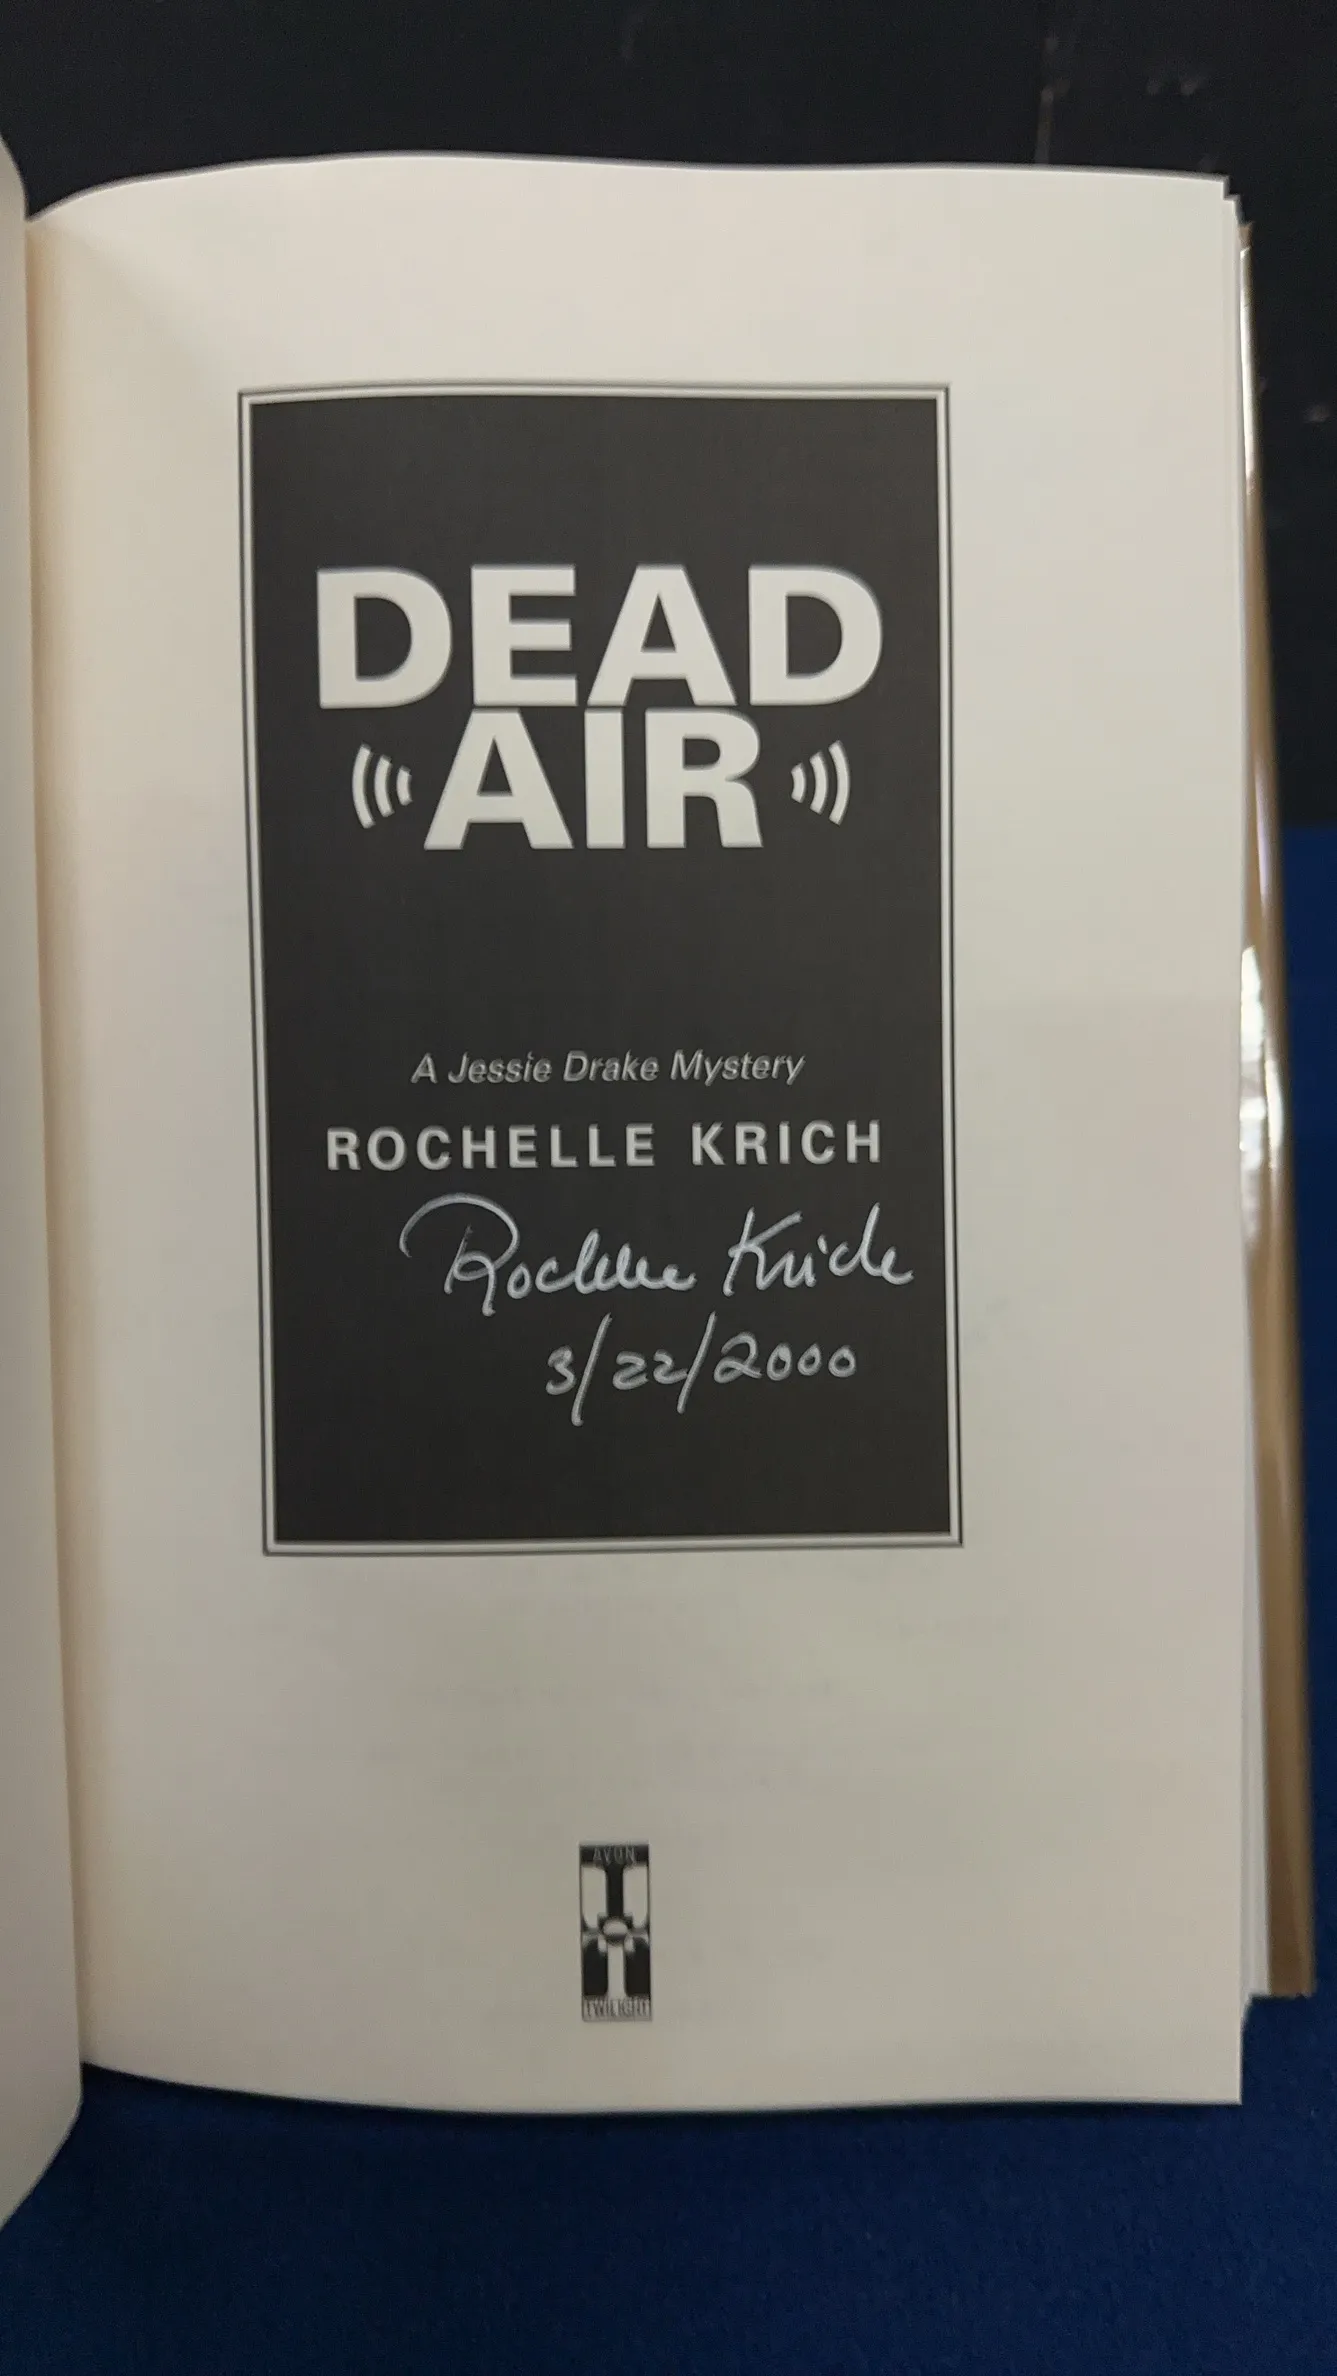 DEAD
AIR
A Jessie Drake Mystery
ROCHELLE KRICH
Rochelle Krich
3/22/2000
AVON
TWILIGHT